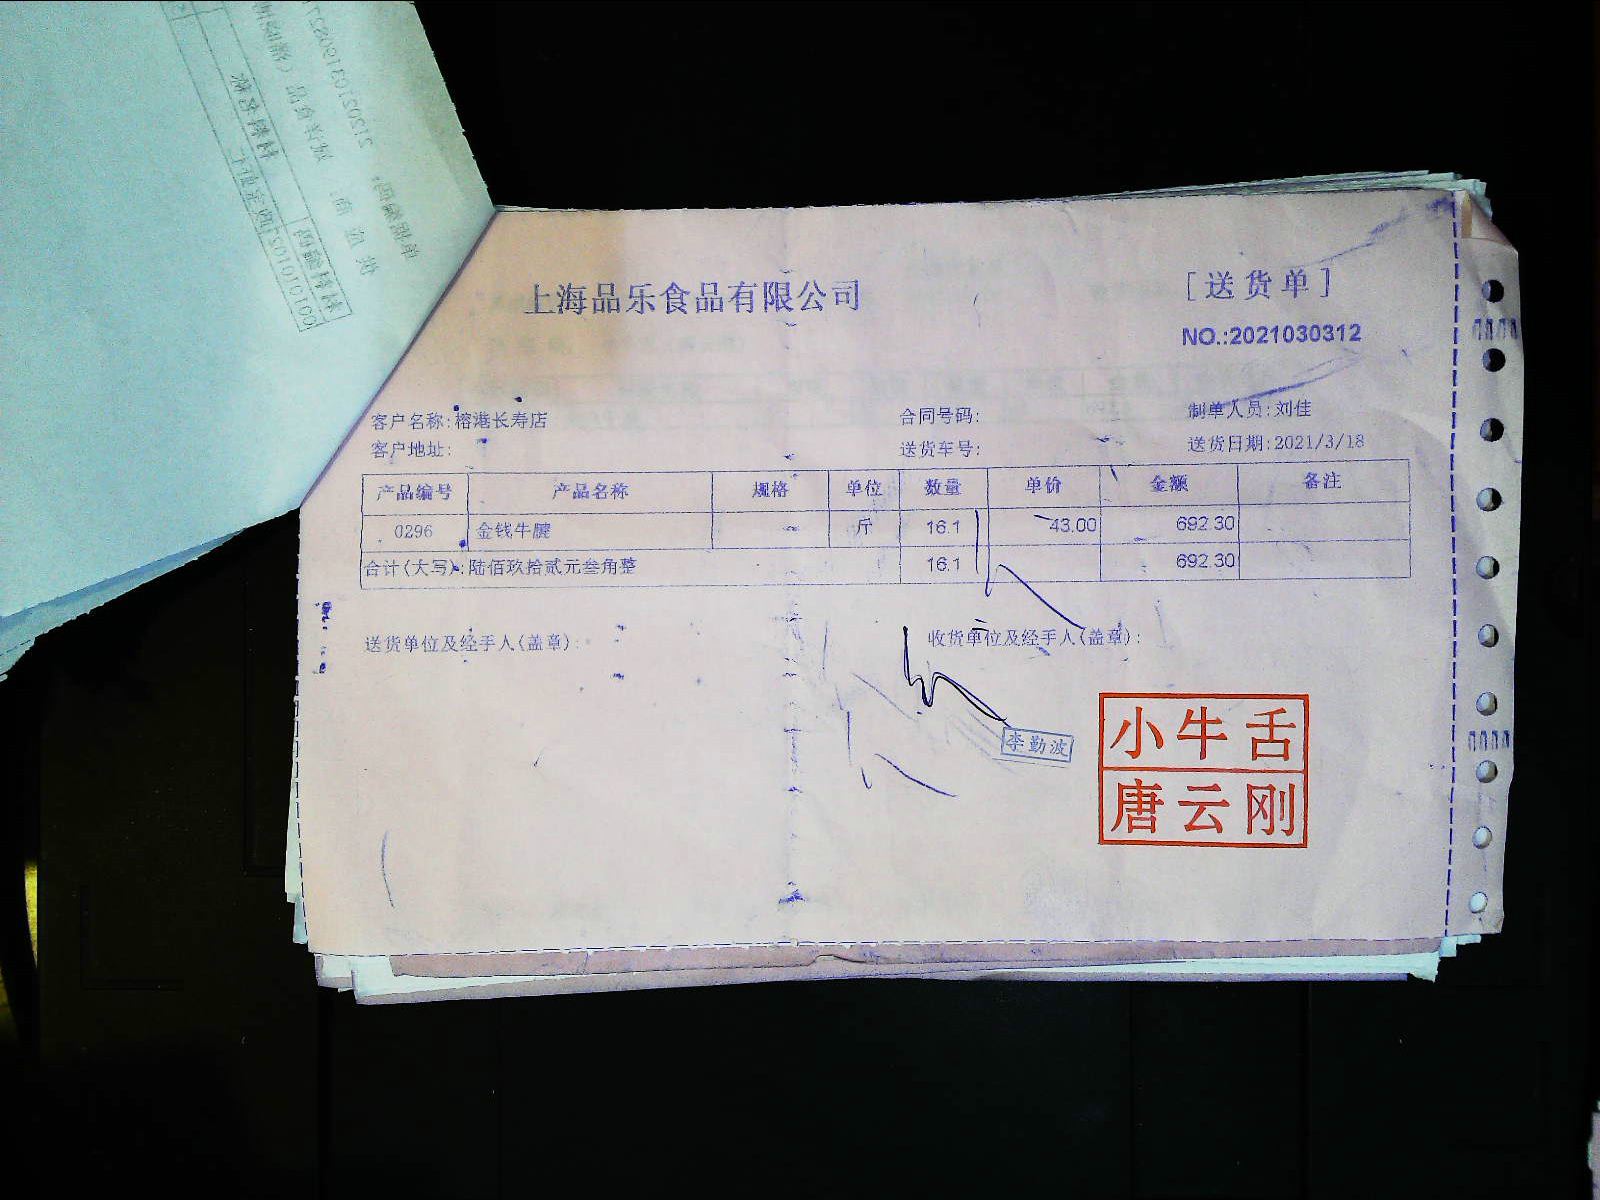 上海品乐食品有限公司
[送货单]
NO.:2021030312
客户名称:榕港长寿店 合同号码: 制单人员:刘佳
客户地址: 送货车号: 送货日期:2021/3/18
产品编号 产品名称 规格 单位 数量 单价 金额 备注
0296 金钱牛腱 斤 16.1 43.00 692.30
合计(大写):陆佰玖拾贰元叁角整 16.1 692.30
送货单位及经手人(盖章): 收货单位及经手人(盖章):
李勤波
小牛舌
唐云刚